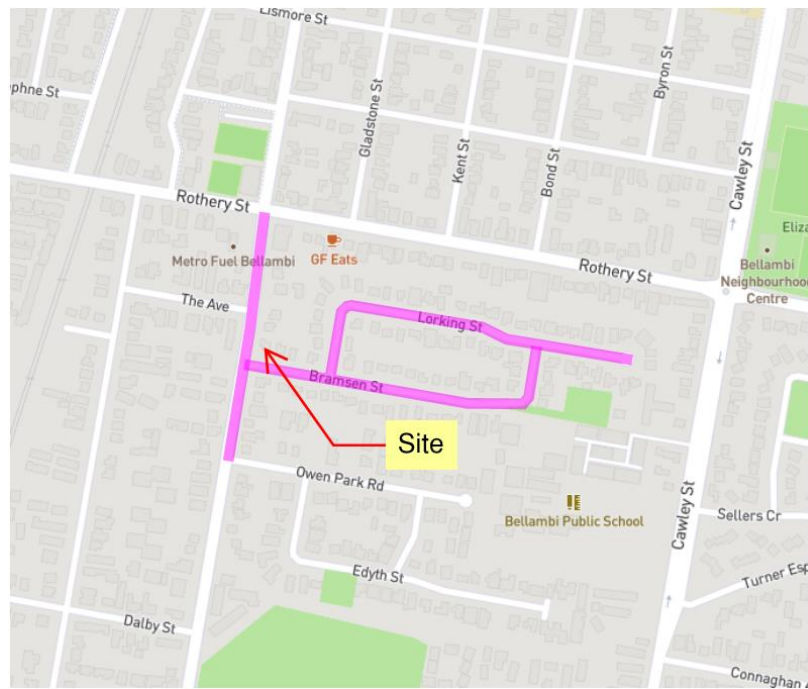 Lismore St
phne St
Gladstone St
Kent St
Bond St
Byron St
Cawley St
Rothery St
Metro Fuel Bellambi
GF Eats
Rothery St
Eliza
Bellambi
Neighbourhood
Centre
The Ave
Lorking St
Bramsen St
Site
Owen Park Rd
Bellambi Public School
Cawley St
Sellers Cr
Edyth St
Turner Esp
Dalby St
Connaghan